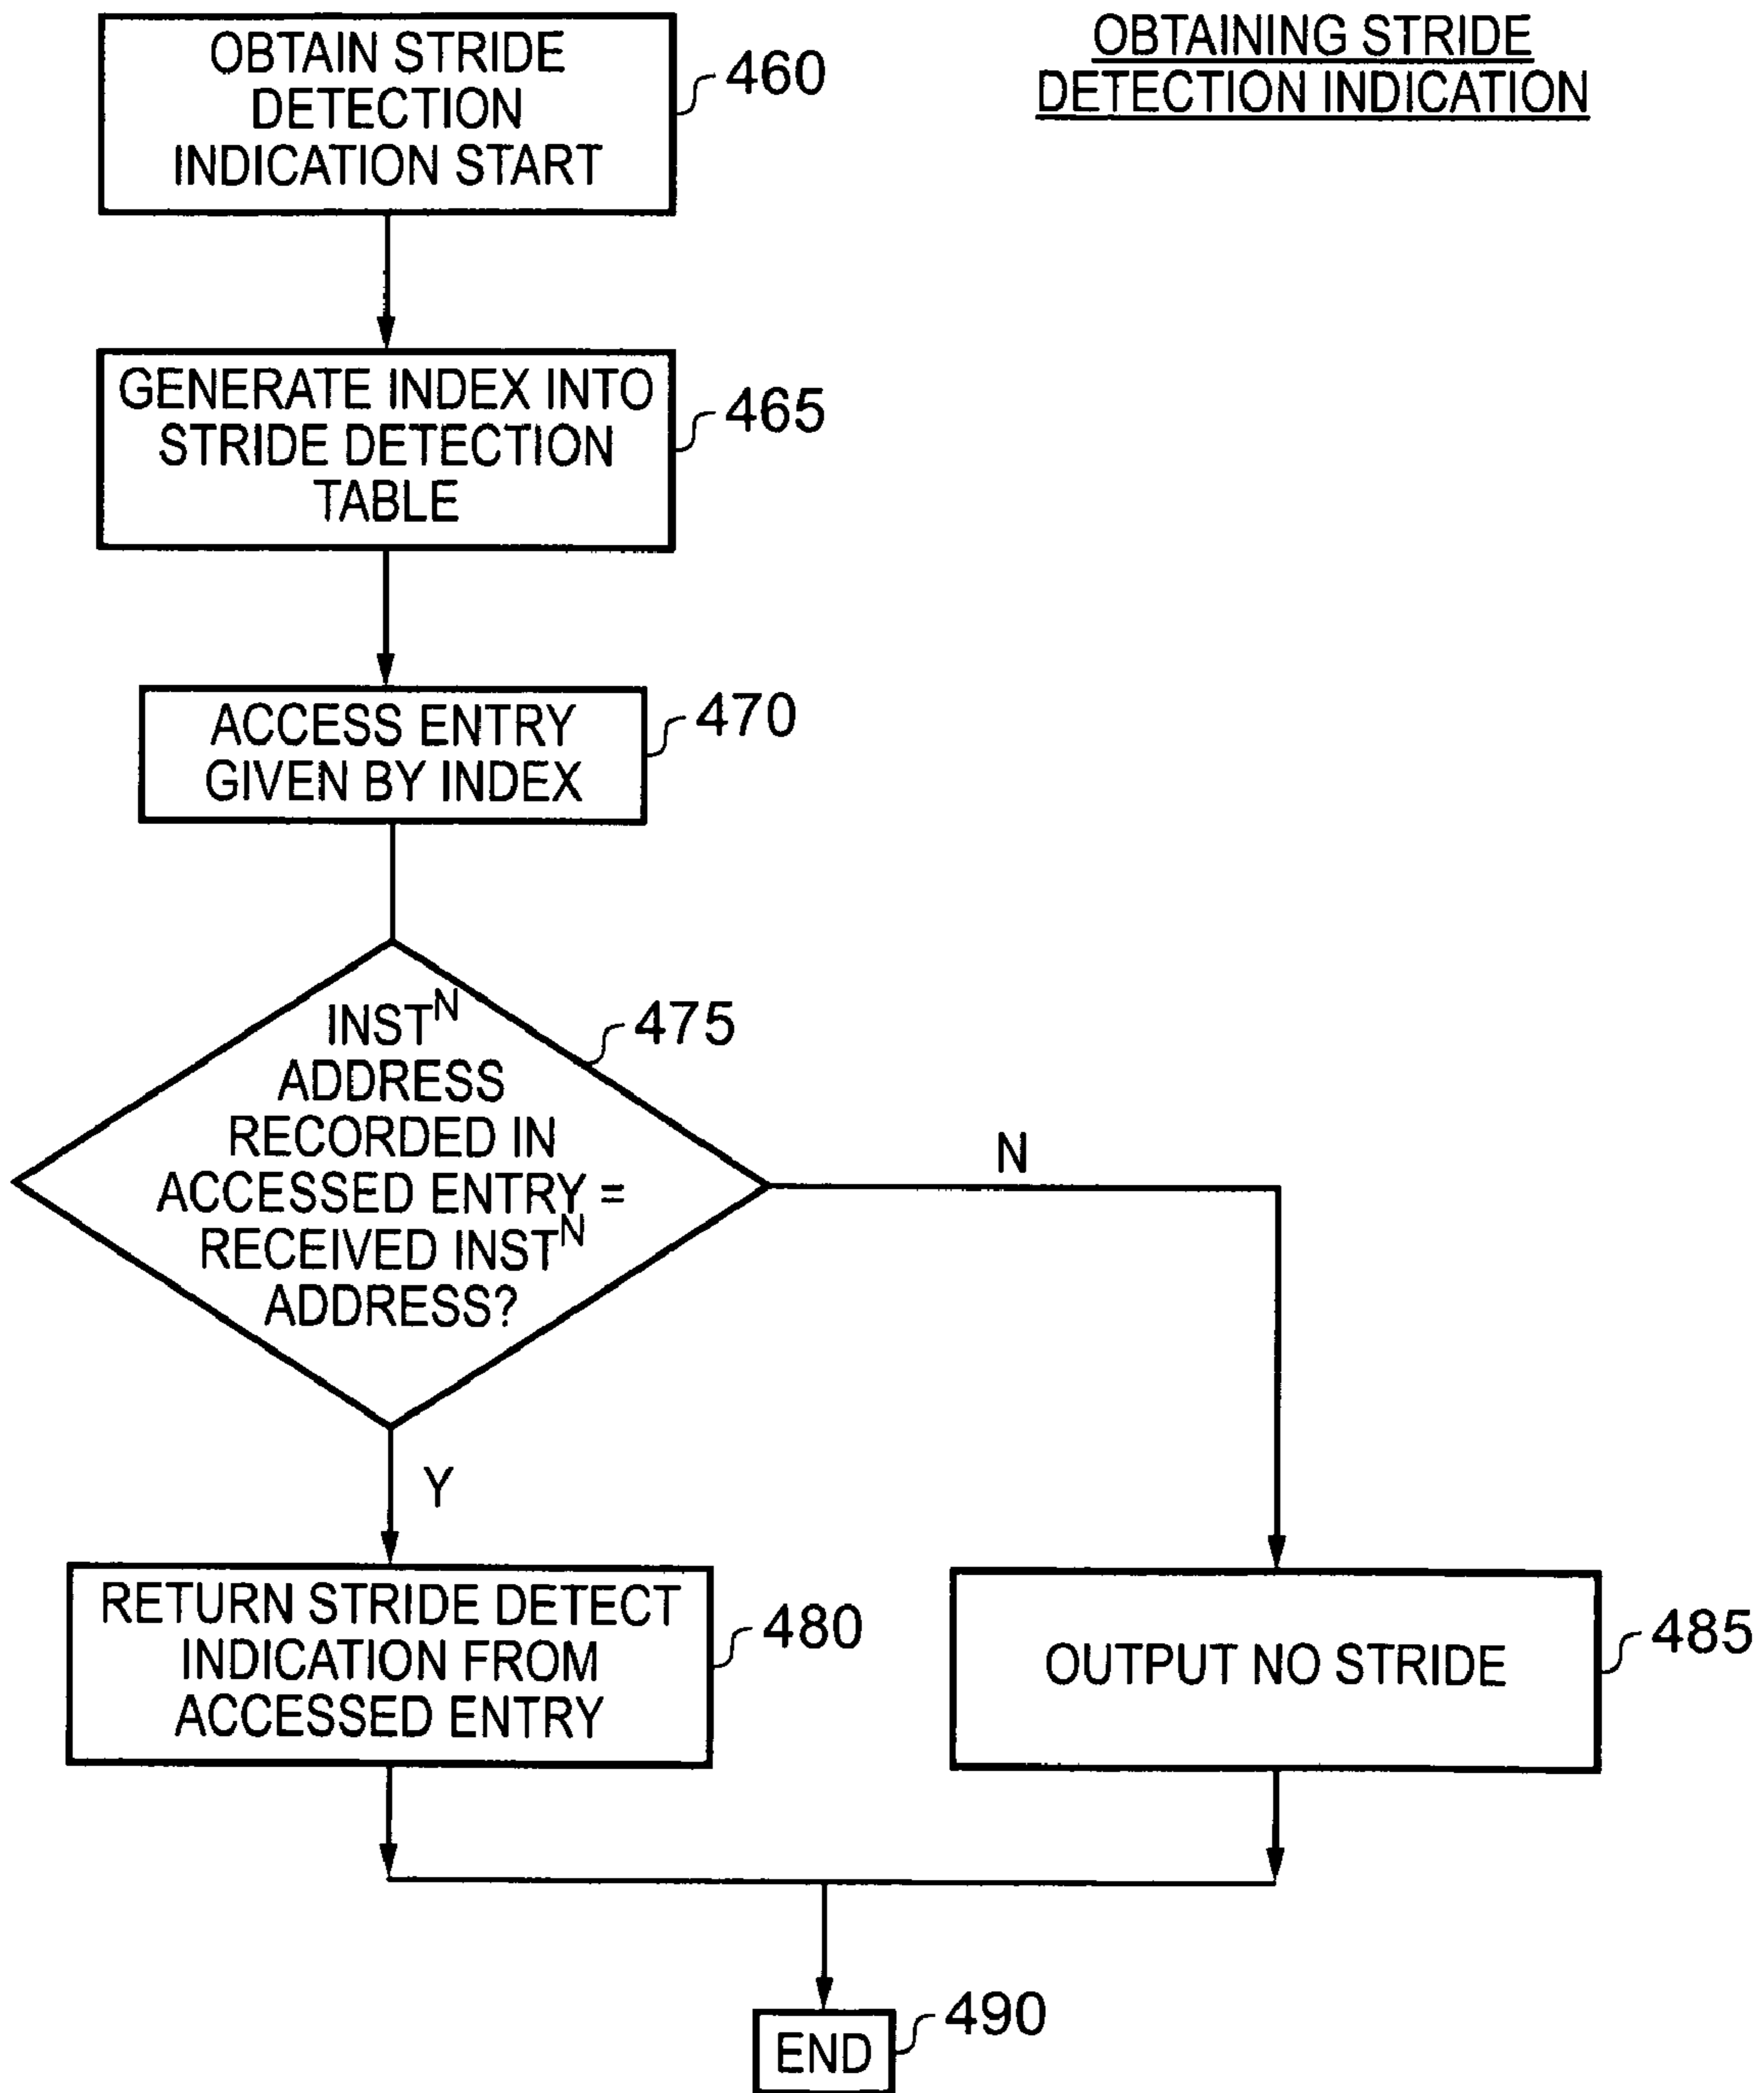 OBTAINING STRIDE
DETECTION INDICATION
OBTAIN STRIDE
DETECTION
INDICATION START
460
GENERATE INDEX INTO
STRIDE DETECTION
TABLE
465
ACCESS ENTRY
GIVEN BY INDEX
470
INST^N
ADDRESS
RECORDED IN
ACCESSED ENTRY =
RECEIVED INST^N
ADDRESS?
475
N
Y
RETURN STRIDE DETECT
INDICATION FROM
ACCESSED ENTRY
480
OUTPUT NO STRIDE
485
END
490